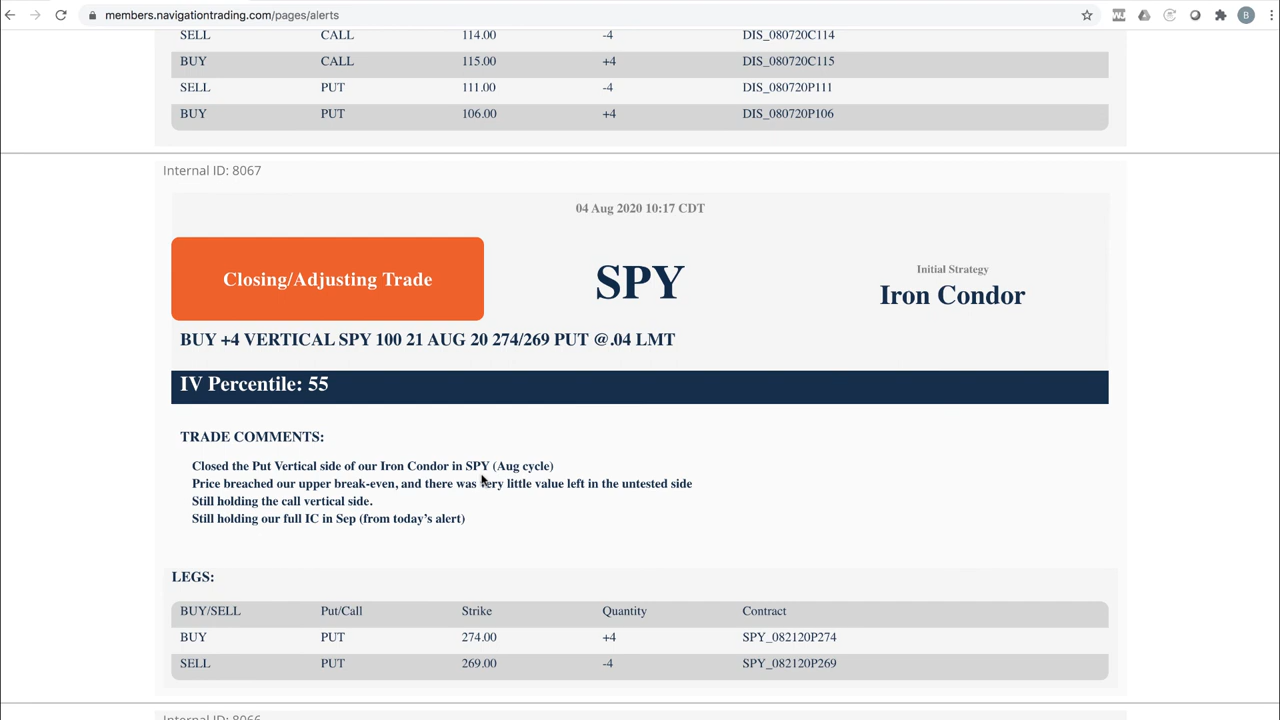 members.navigationtrading.com/pages/alerts
B
SELL CALL 114.00 -4 DIS_080720C114
BUY CALL 115.00 +4 DIS_080720C115
SELL PUT 111.00 -4 DIS_080720P111
BUY PUT 106.00 +4 DIS_080720P106
Internal ID: 8067
04 Aug 2020 10:17 CDT
Closing/Adjusting Trade
SPY
Initial Strategy
Iron Condor
BUY +4 VERTICAL SPY 100 21 AUG 20 274/269 PUT @.04 LMT
IV Percentile: 55
TRADE COMMENTS:
Closed the Put Vertical side of our Iron Condor in SPY (Aug cycle)
Price breached our upper break-even, and there was very little value left in the untested side
Still holding the call vertical side.
Still holding our full IC in Sep (from today's alert)
LEGS:
BUY/SELL Put/Call Strike Quantity Contract
BUY PUT 274.00 +4 SPY_082120P274
SELL PUT 269.00 -4 SPY_082120P269
Internal ID: 8066